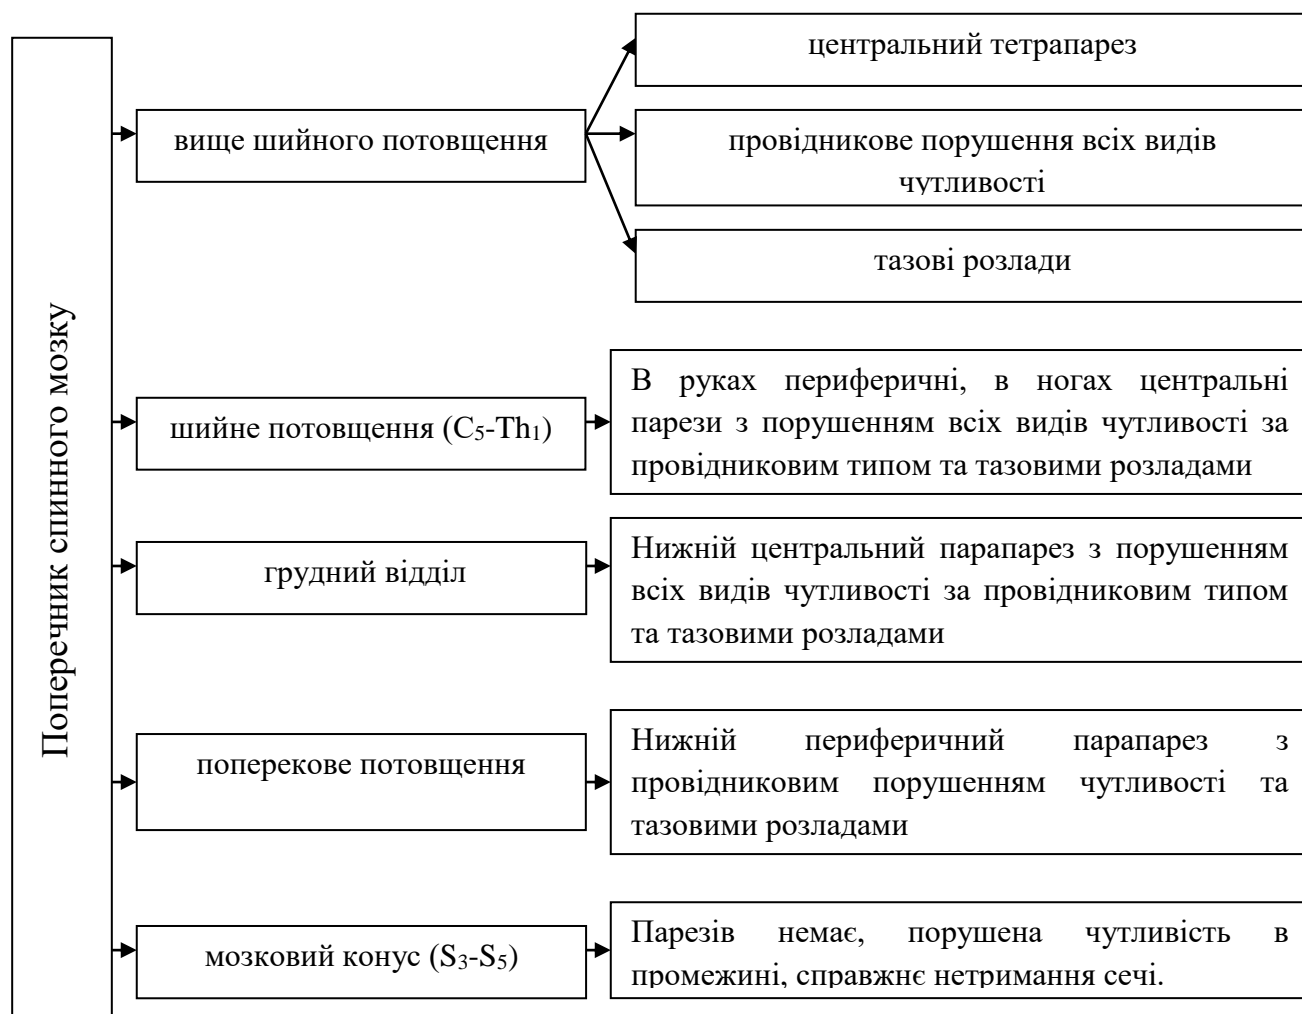 Поперечник спинного мозку
вище шийного потовщення
центральний тетрапарез
провідникове порушення всіх видів
чутливості
тазові розлади
шийне потовщення (C₅-Th₁)
В руках периферичні, в ногах центральні
парези з порушенням всіх видів чутливості за
провідниковим типом та тазовими розладами
грудний відділ
Нижній центральний парапарез з порушенням
всіх видів чутливості за провідниковим типом
та тазовими розладами
поперекове потовщення
Нижній периферичний парапарез з
провідниковим порушенням чутливості та
тазовими розладами
мозковий конус (S₃-S₅)
Парезів немає, порушена чутливість в
промежині, справжнє нетримання сечі.